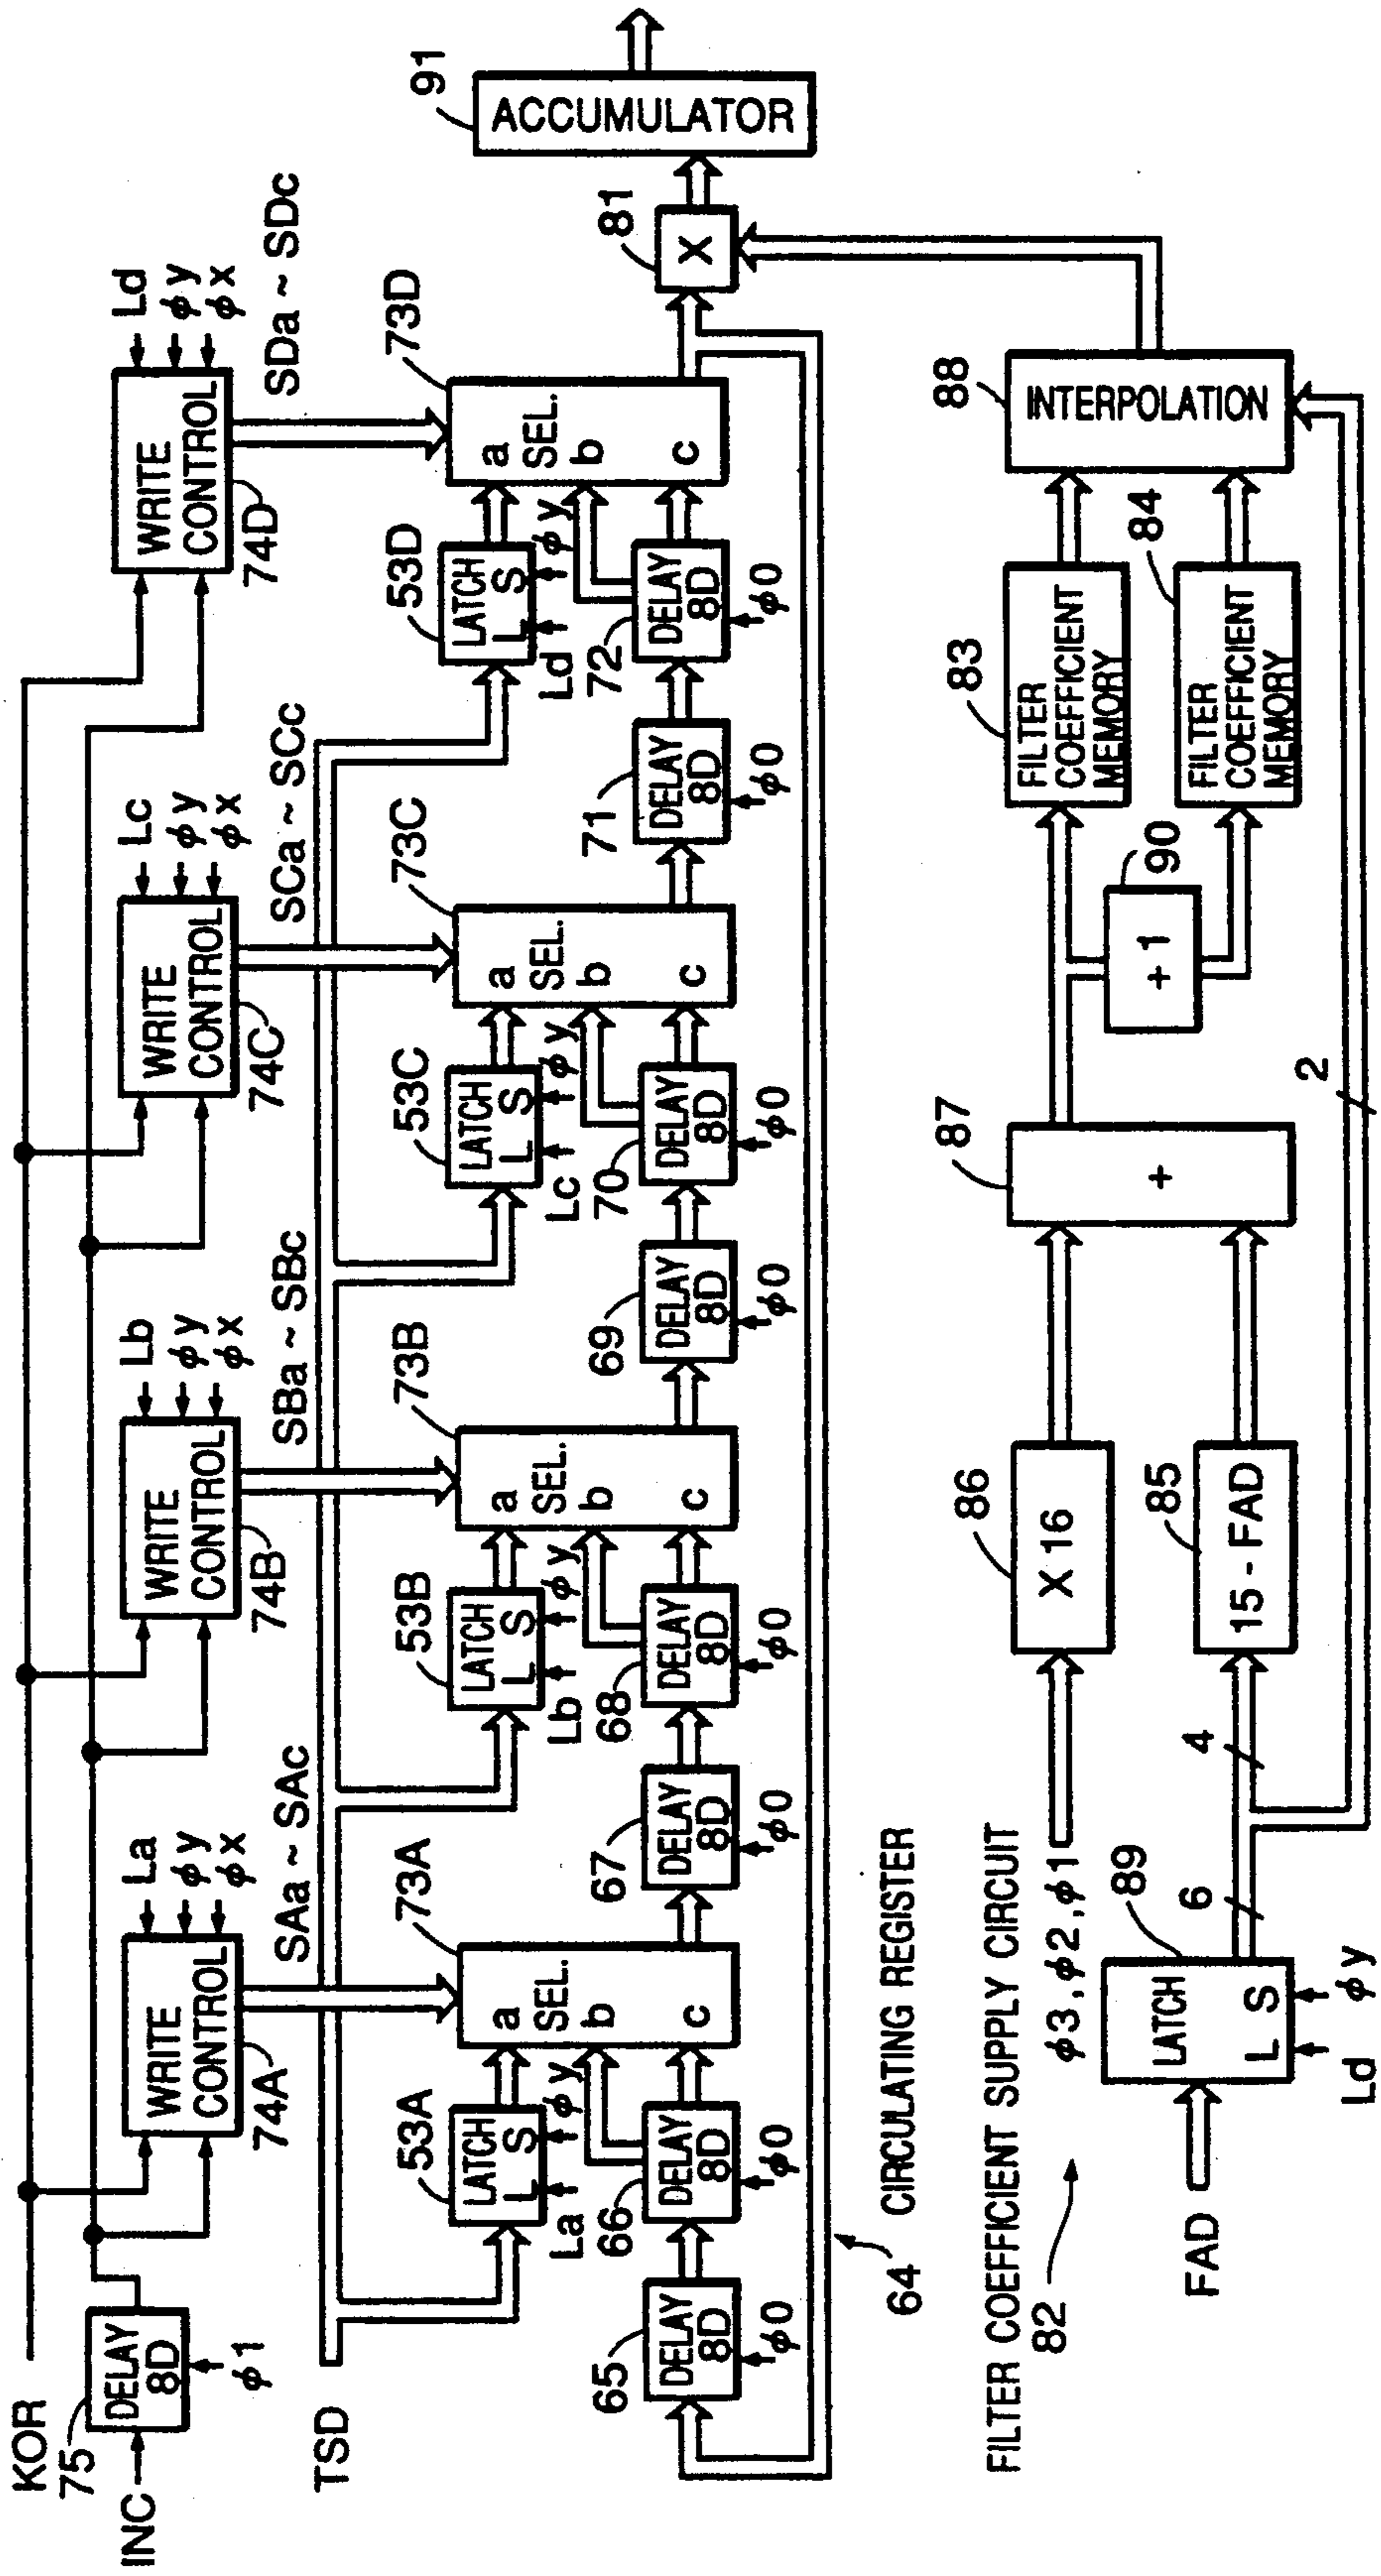 KOR
75
DELAY
8D
φ1
INC
TSD
La
φy
φx
WRITE
CONTROL
74A
SAa ~ SAc
Lb
φy
φx
WRITE
CONTROL
74B
SBa ~ SBc
Lc
φy
φx
WRITE
CONTROL
74C
SCa ~ SCc
Ld
φy
φx
WRITE
CONTROL
74D
SDa ~ SDc
53A
LATCH
L S
La
φy
73A
a
SEL.
b
c
53B
LATCH
L S
Lb
φy
73B
a
SEL.
b
c
53C
LATCH
L S
Lc
φy
73C
a
SEL.
b
c
53D
LATCH
L S
Ld
φy
73D
a
SEL.
b
c
65
DELAY
8D
φ0
66
DELAY
8D
φ0
67
DELAY
8D
φ0
68
DELAY
8D
φ0
69
DELAY
8D
φ0
70
DELAY
8D
φ0
71
DELAY
8D
φ0
72
DELAY
8D
φ0
81
X
91
ACCUMULATOR
64
CIRCULATING REGISTER
FILTER COEFFICIENT SUPPLY CIRCUIT
82
φ3, φ2, φ1
86
X 16
FAD
89
LATCH
L S
Ld
φy
6
4
85
15 - FAD
87
+
90
+ 1
83
FILTER
COEFFICIENT
MEMORY
84
FILTER
COEFFICIENT
MEMORY
88
INTERPOLATION
2